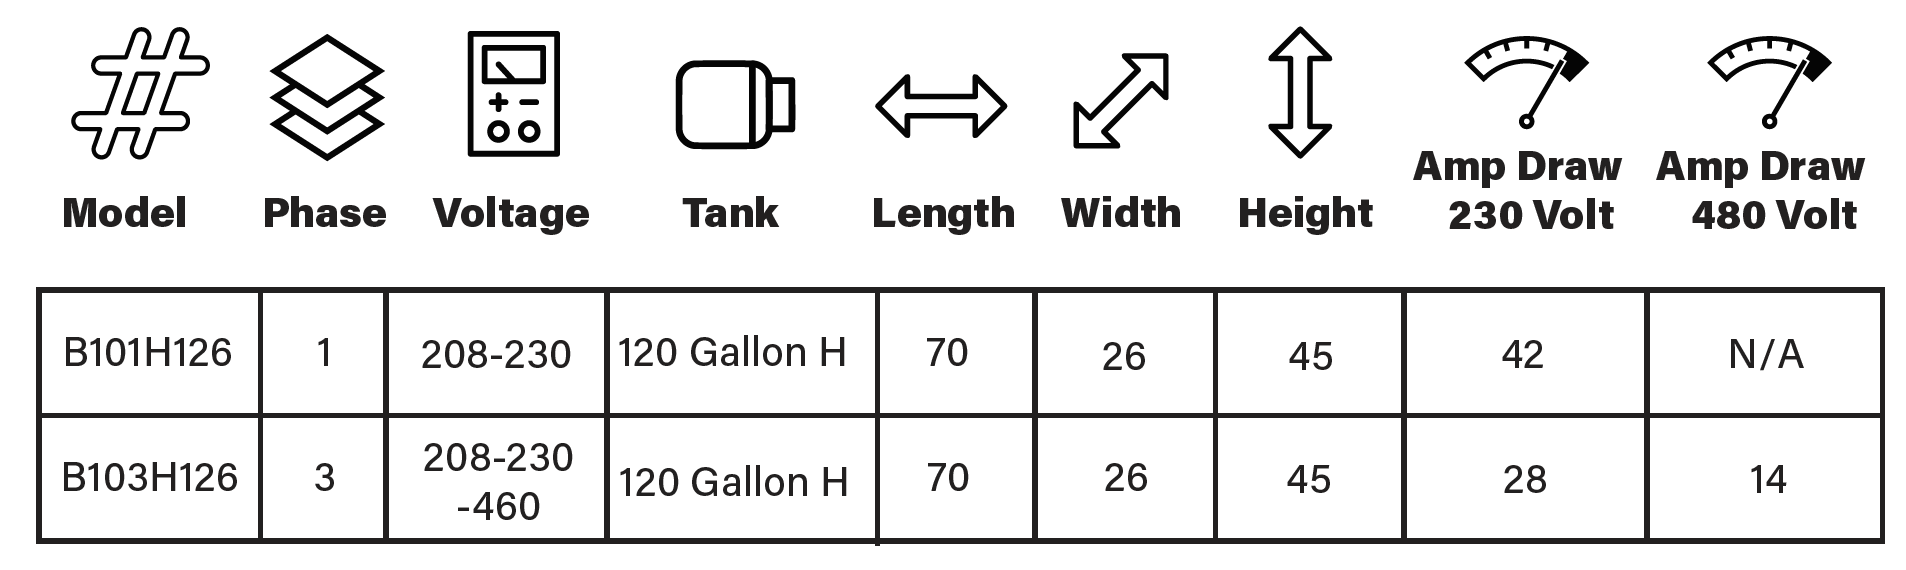 Model Phase Voltage Tank Length Width Height Amp Draw 230 Volt Amp Draw 480 Volt
B101H126 1 208-230 120 Gallon H 70 26 45 42 N/A
B103H126 3 208-230 -460 120 Gallon H 70 26 45 28 14